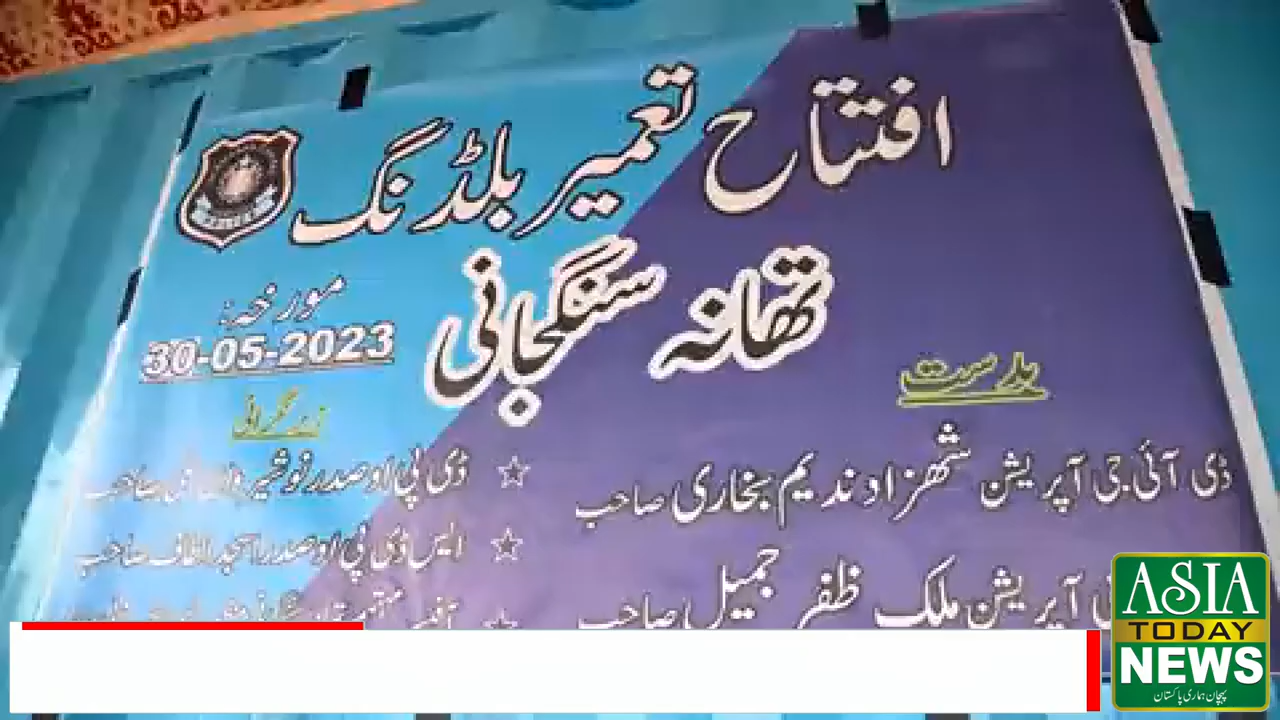 افتتاح تعمیر بلڈنگ
تھانہ سنگجانی
مورخہ:
30-05-2023
بدست
ڈی آئی جی آپریشن شہزاد ندیم بخاری صاحب
آپریشن ملک ظفر جمیل صاحب
زیر نگرانی
ڈی پی او صدر نوشیروان صاحب
ایس ڈی پی او صدر اسجد الطاف صاحب
ASIA
TODAY
NEWS
پہچان ہماری پاکستان